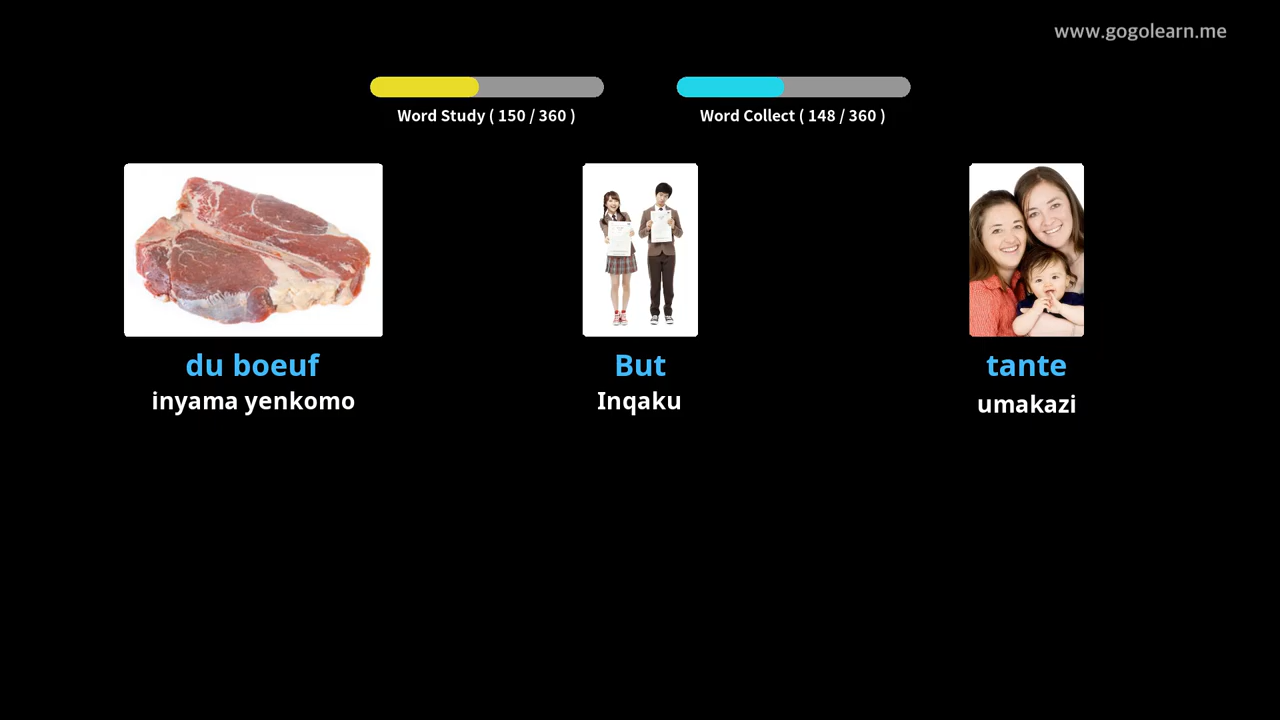 www.gogolearn.me
Word Study ( 150 / 360 )
Word Collect ( 148 / 360 )
du boeuf
inyama yenkomo
But
Inqaku
tante
umakazi